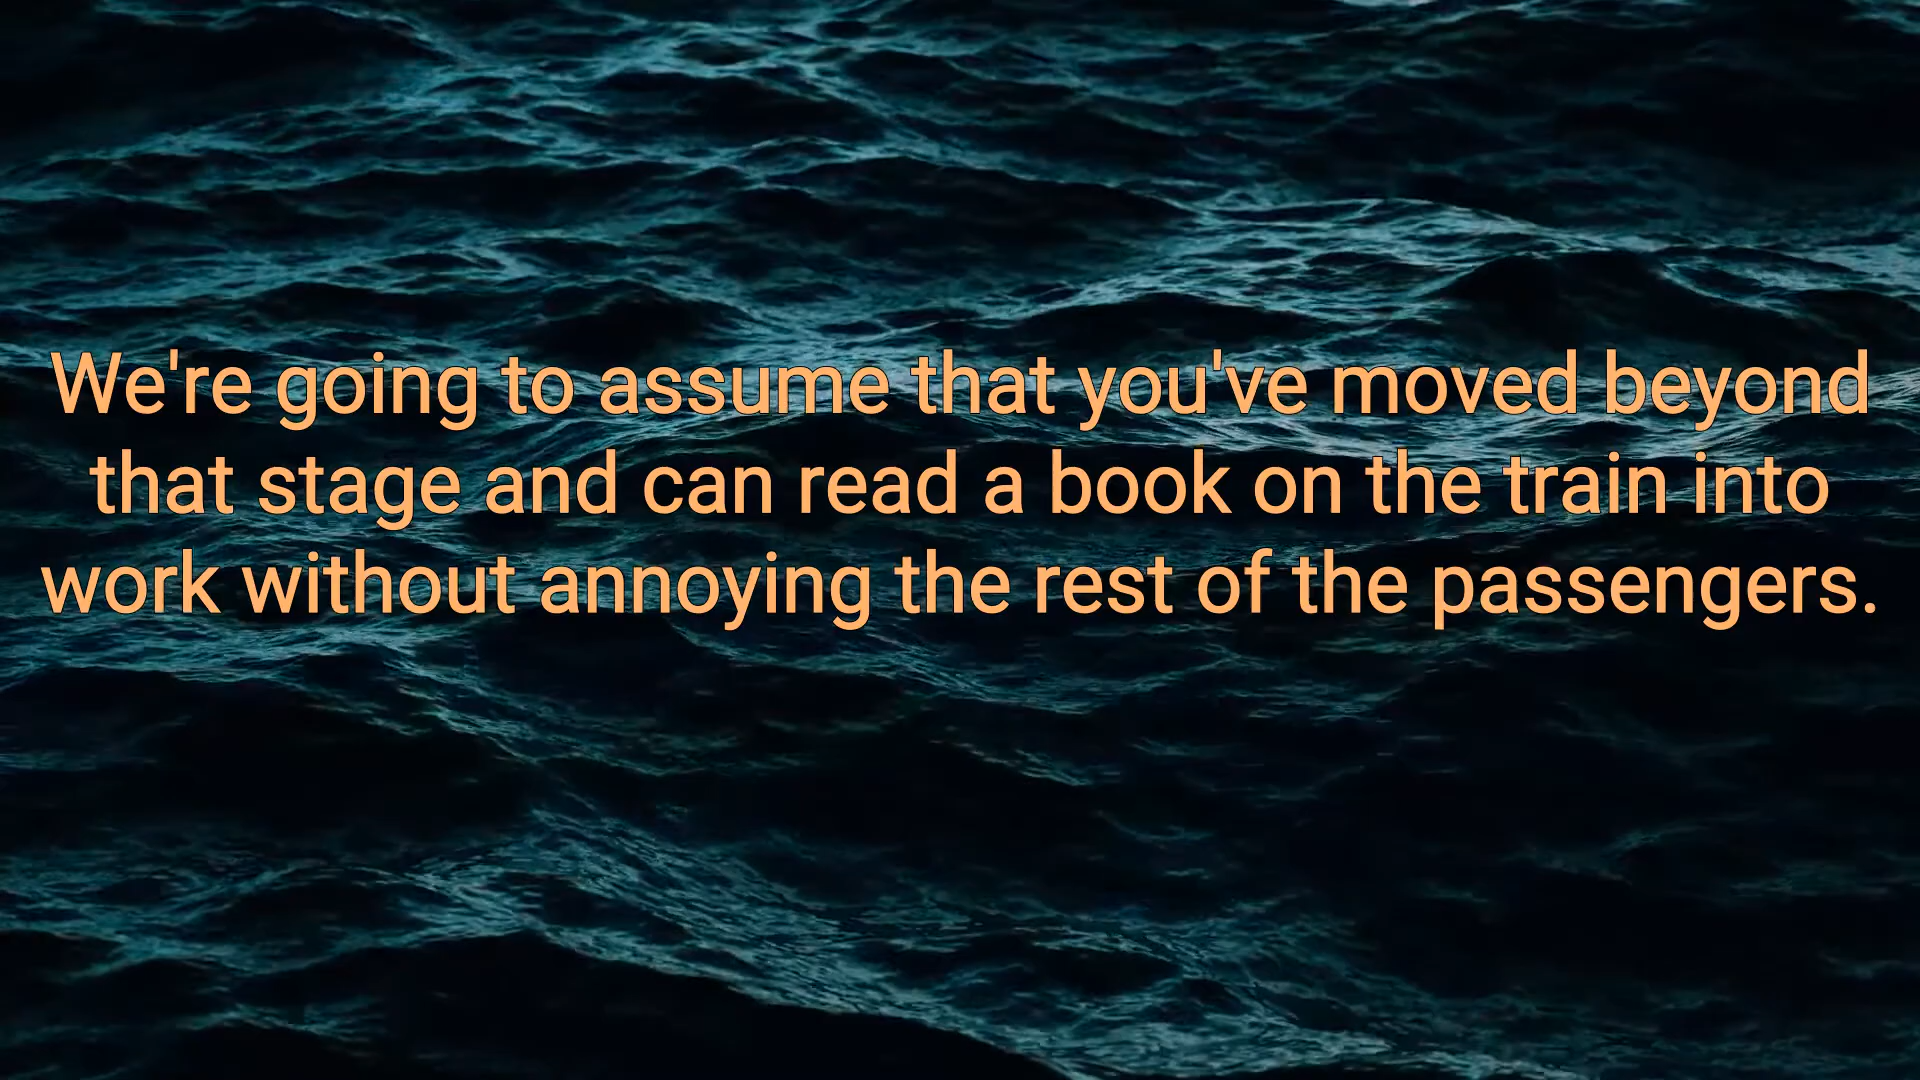 We're going to assume that you've moved beyond
that stage and can read a book on the train into
work without annoying the rest of the passengers.